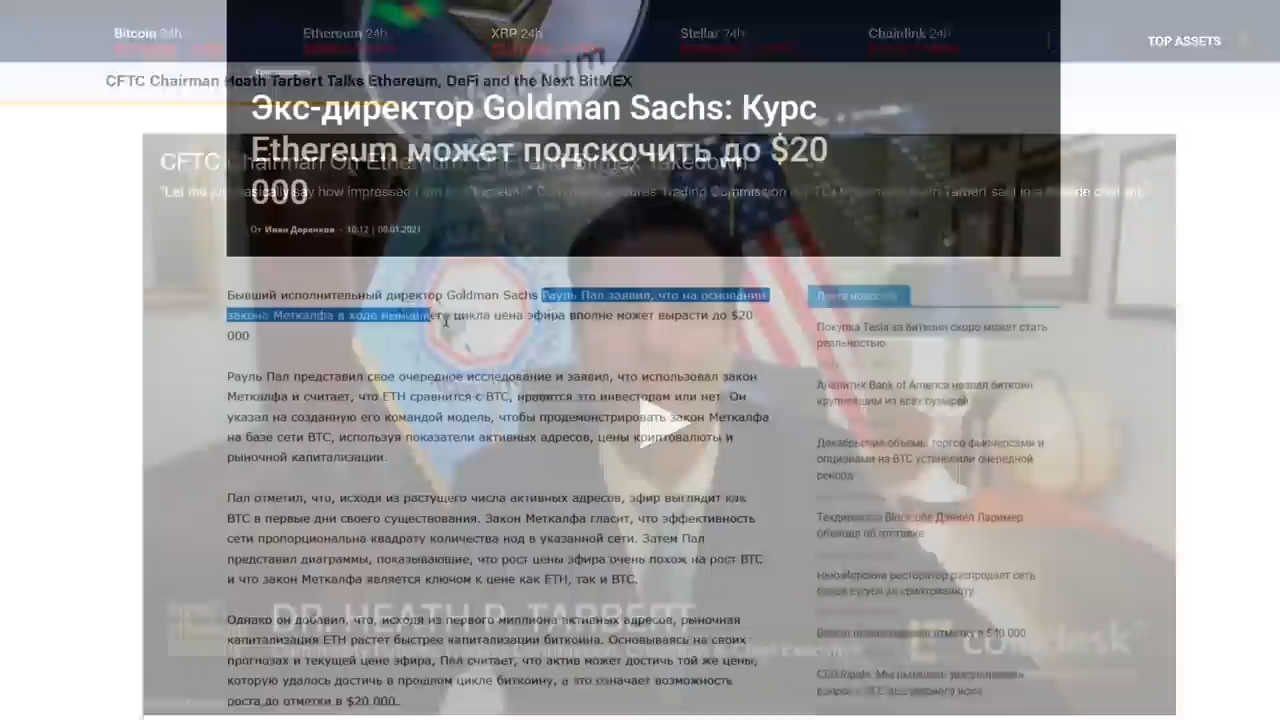 Bitcoin 24h
Ethereum 24h
XRP 24h
Stellar 24h
Chainlink 24h
TOP ASSETS
CFTC Chairman Heath Tarbert Talks Ethereum, DeFi and the Next BitMEX
Экс-директор Goldman Sachs: Курс
Ethereum может подскочить до $20
000
CFTC Chairman On Ethereum
Takedown
От Иван Доренков - 10:12 | 08.01.2021
Бывший исполнительный директор Goldman Sachs Рауль Пал заявил, что на основании
закона Меткалфа в ходе нынешнего цикла цена эфира вполне может вырасти до $20
000
Рауль Пал представил свое очередное исследование и заявил, что использовал закон
Меткалфа и считает, что ETH сравнится с BTC, нравится это инвесторам или нет. Он
указал на созданную его командой модель, чтобы продемонстрировать закон Меткалфа
на базе сети BTC, используя показатели активных адресов, цены криптовалюты и
рыночной капитализации.
Пал отметил, что, исходя из растущего числа активных адресов, эфир выглядит как
BTC в первые дни своего существования. Закон Меткалфа гласит, что эффективность
сети пропорциональна квадрату количества нод в указанной сети. Затем Пал
представил диаграммы, показывающие, что рост цены эфира очень похож на рост BTC
и что закон Меткалфа является ключом к цене как ETH, так и BTC.
Однако он добавил, что, исходя из первого миллиона активных адресов, рыночная
капитализация ETH растет быстрее капитализации биткоина. Основываясь на своих
прогнозах и текущей цене эфира, Пал считает, что актив может достичь той же цены,
которую удалось достичь в прошлом цикле биткоину, а это означает возможность
роста до отметки в $20 000.
Лента новостей
Покупка Tesla за биткоин скоро может стать
реальностью
Аналитик Bank of America назвал биткоин
крупнейшим из всех пузырей
Декабрьские объемы торгов фьючерсами и
опционами на BTC установили очередной
рекорд
Техдиректор Block.one Дэниел Лаример
объявил об отставке
Нью-йоркский ресторатор распродает сеть
DR. HEATH P. TARBERT
coindesk